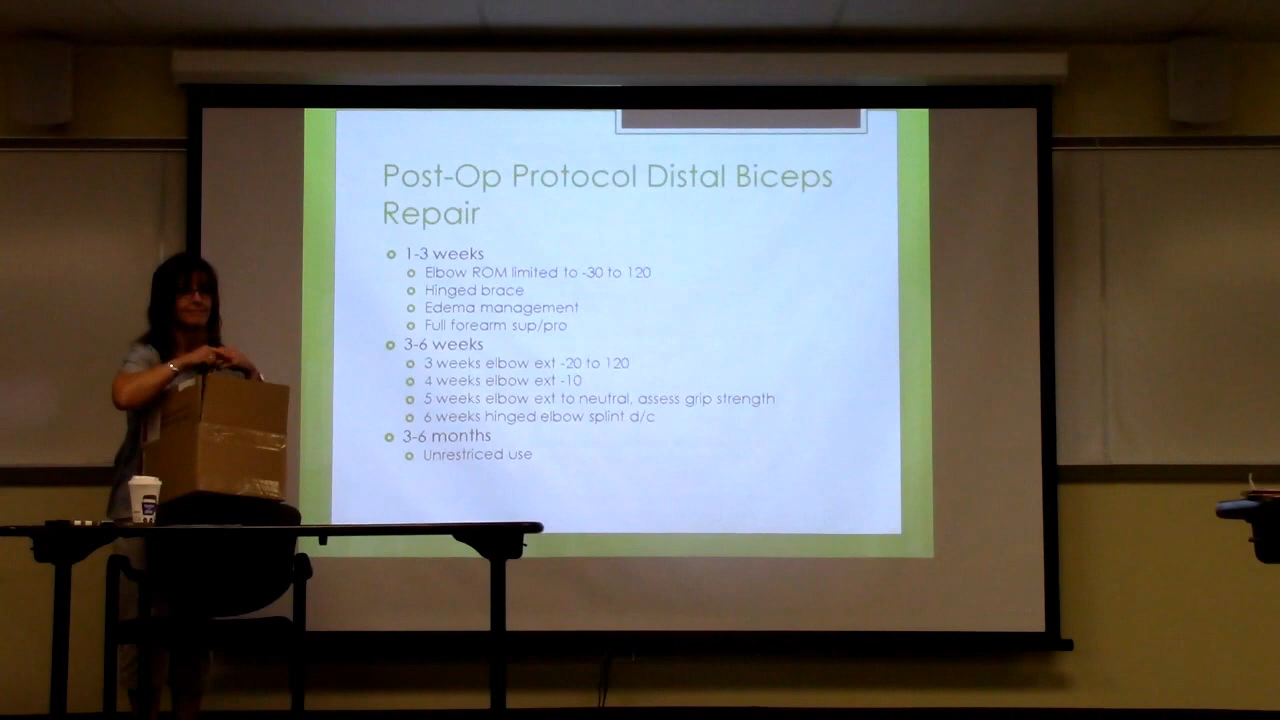 Post-Op Protocol Distal Biceps
Repair
1-3 weeks
Elbow ROM limited to -30 to 120
Hinged brace
Edema management
Full forearm sup/pro
3-6 weeks
3 weeks elbow ext -20 to 120
4 weeks elbow ext -10
5 weeks elbow ext to neutral, assess grip strength
6 weeks hinged elbow splint d/c
3-6 months
Unrestriced use